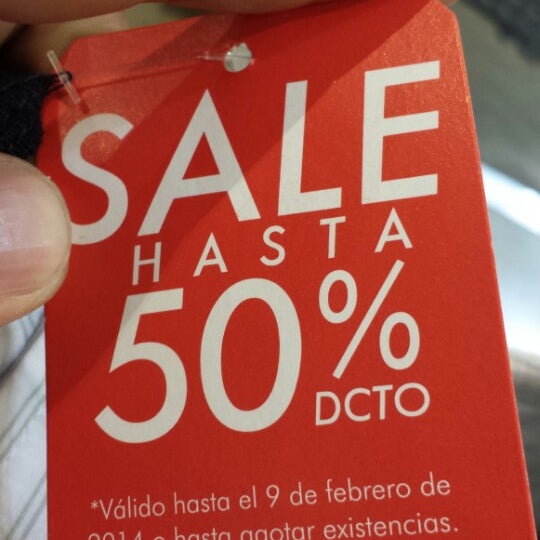 SALE
HASTA
50%
DCTO
*Válido hasta el 9 de febrero de
2014 o hasta agotar existencias.